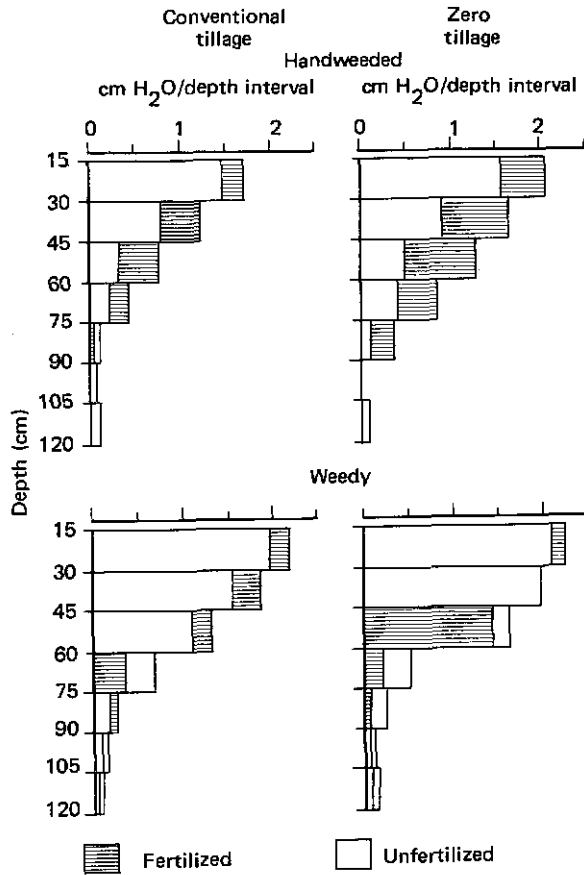 Conventional tillage
Zero tillage
Handweeded
cm H₂O/depth interval
cm H₂O/depth interval
0 1 2
0 1 2
Depth (cm)
15
30
45
60
75
90
105
120
Weedy
15
30
45
60
75
90
105
120
Fertilized
Unfertilized